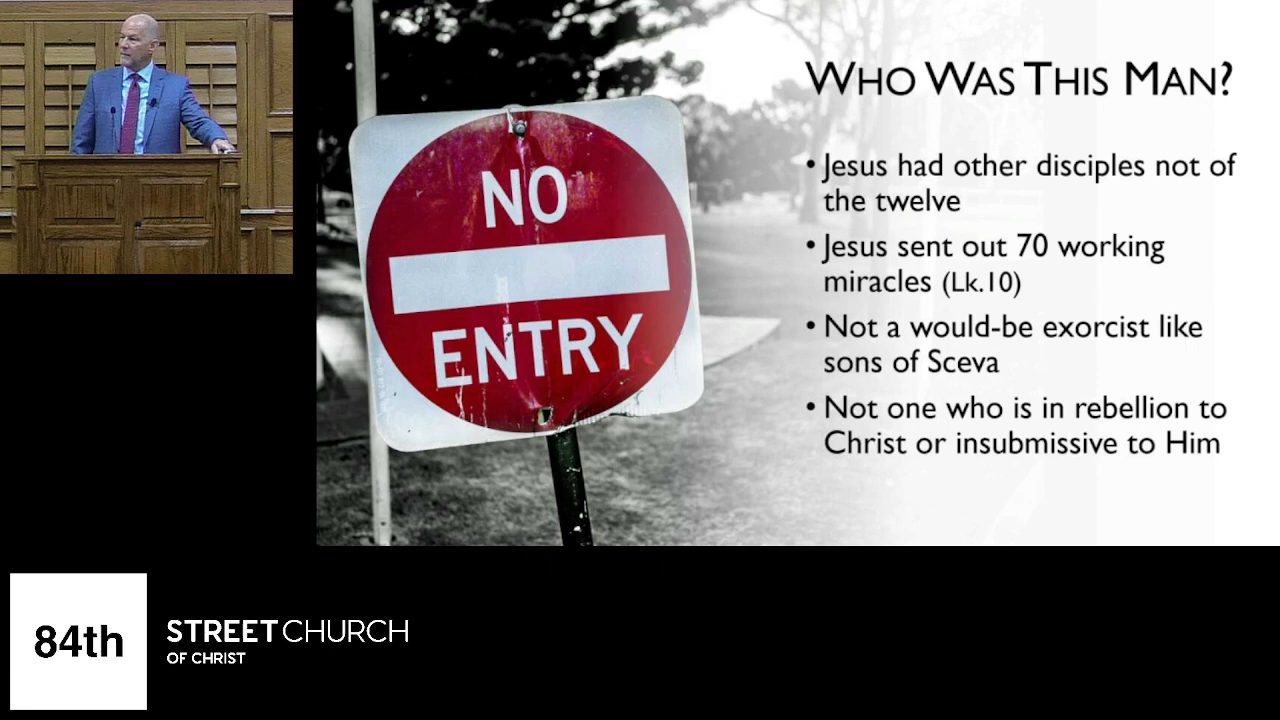 NO
ENTRY
WHO WAS THIS MAN?
• Jesus had other disciples not of
the twelve
• Jesus sent out 70 working
miracles (Lk.10)
• Not a would-be exorcist like
sons of Sceva
• Not one who is in rebellion to
Christ or insubmissive to Him
84th
STREET CHURCH
OF CHRIST